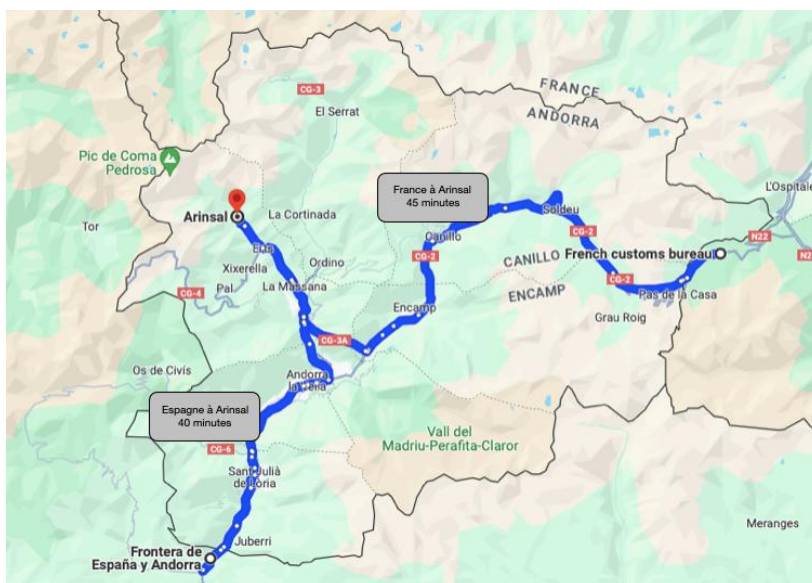 CG-3
FRANCE
ANDORRA
El Serrat
Pic de Coma
Pedrosa
France à Arinsal
45 minutes
L'Ospitale
Arinsal
La Cortinada
Soldeu
Tor
Canillo
CG-2
N22
Erts
Ordino
CG-2
CANILLO
French customs bureau
N2
Xixerella
Pal
La Massana
ENCAMP
CG-2
CG-4
Pas de la Casa
Encamp
Grau Roig
CG-3A
Os de Civís
Andorra
la Vella
Espagne à Arinsal
40 minutes
Vall del
Madriu-Perafita-Claror
CG-6
Sant Julià
de Lòria
Meranges
Juberri
Frontera de
España y Andorra